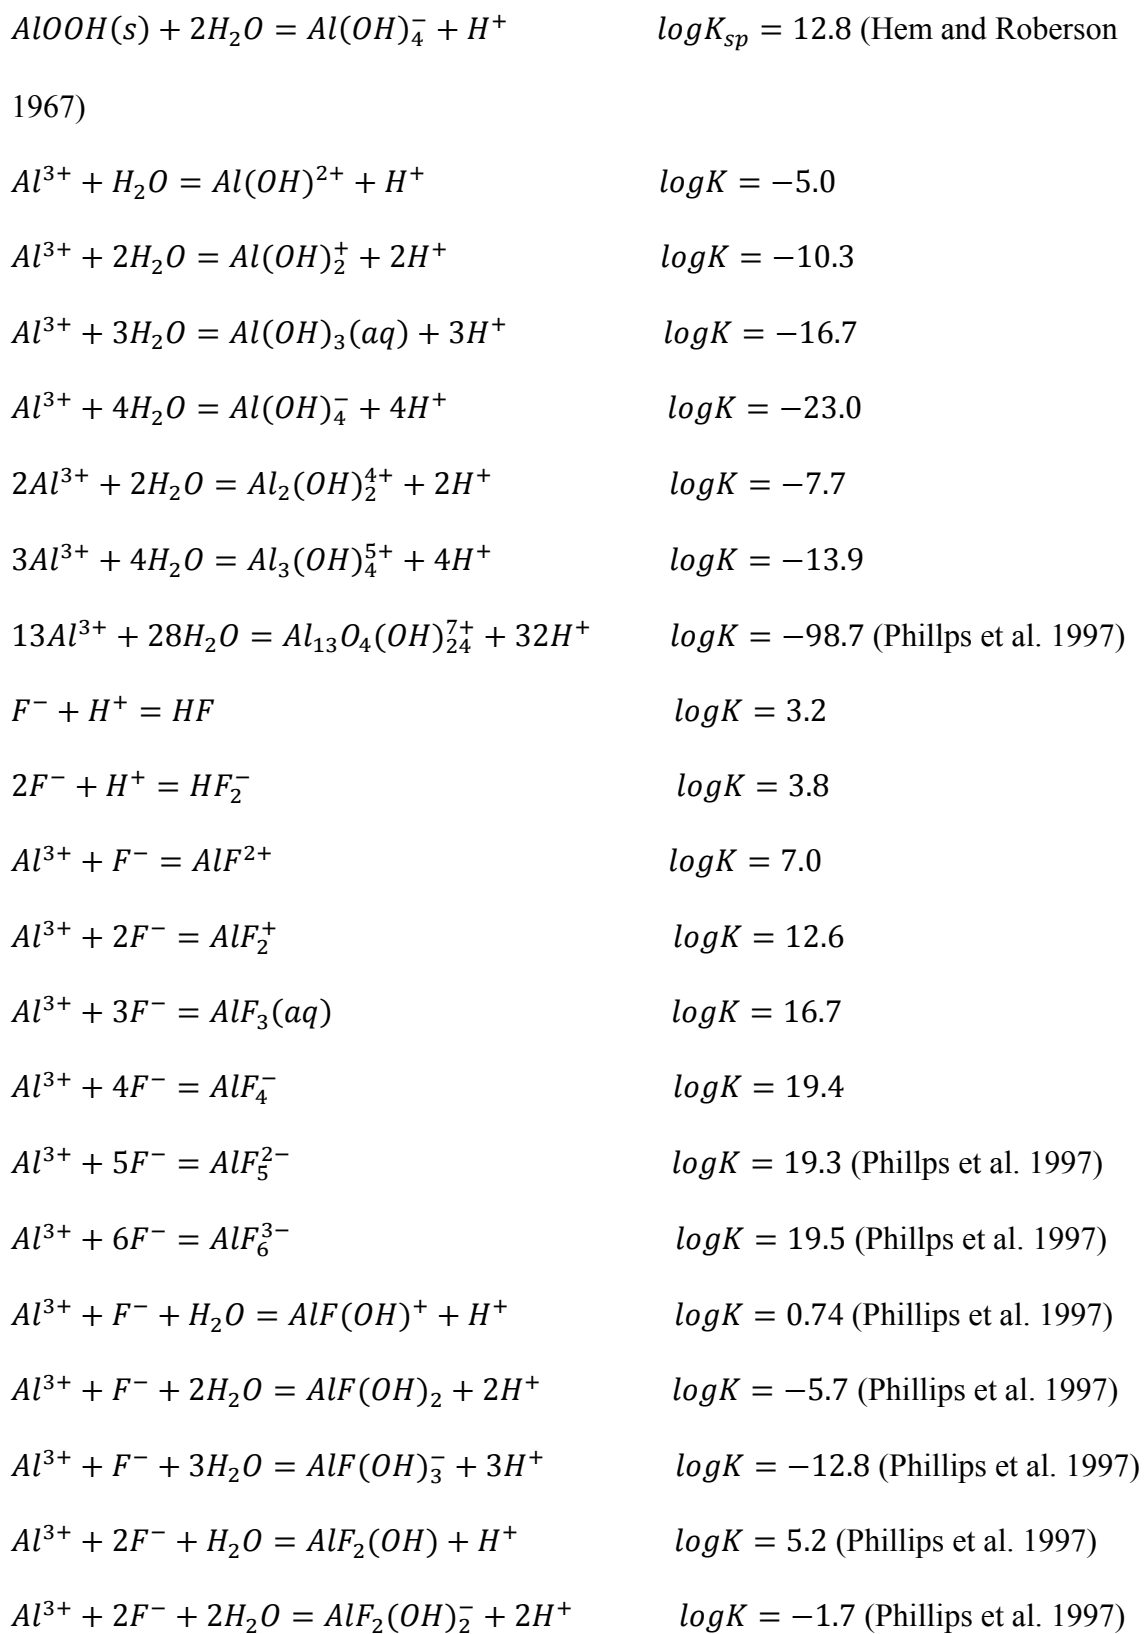 AlOOH(s) + 2H₂O = Al(OH)₄⁻ + H⁺ logKₛₚ = 12.8 (Hem and Roberson
1967)
Al³⁺ + H₂O = Al(OH)²⁺ + H⁺ logK = −5.0
Al³⁺ + 2H₂O = Al(OH)₂⁺ + 2H⁺ logK = −10.3
Al³⁺ + 3H₂O = Al(OH)₃(aq) + 3H⁺ logK = −16.7
Al³⁺ + 4H₂O = Al(OH)₄⁻ + 4H⁺ logK = −23.0
2Al³⁺ + 2H₂O = Al₂(OH)₂⁴⁺ + 2H⁺ logK = −7.7
3Al³⁺ + 4H₂O = Al₃(OH)₄⁵⁺ + 4H⁺ logK = −13.9
13Al³⁺ + 28H₂O = Al₁₃O₄(OH)₂₄⁷⁺ + 32H⁺ logK = −98.7 (Phillps et al. 1997)
F⁻ + H⁺ = HF logK = 3.2
2F⁻ + H⁺ = HF₂⁻ logK = 3.8
Al³⁺ + F⁻ = AlF²⁺ logK = 7.0
Al³⁺ + 2F⁻ = AlF₂⁺ logK = 12.6
Al³⁺ + 3F⁻ = AlF₃(aq) logK = 16.7
Al³⁺ + 4F⁻ = AlF₄⁻ logK = 19.4
Al³⁺ + 5F⁻ = AlF₅²⁻ logK = 19.3 (Phillps et al. 1997)
Al³⁺ + 6F⁻ = AlF₆³⁻ logK = 19.5 (Phillps et al. 1997)
Al³⁺ + F⁻ + H₂O = AlF(OH)⁺ + H⁺ logK = 0.74 (Phillips et al. 1997)
Al³⁺ + F⁻ + 2H₂O = AlF(OH)₂ + 2H⁺ logK = −5.7 (Phillips et al. 1997)
Al³⁺ + F⁻ + 3H₂O = AlF(OH)₃⁻ + 3H⁺ logK = −12.8 (Phillips et al. 1997)
Al³⁺ + 2F⁻ + H₂O = AlF₂(OH) + H⁺ logK = 5.2 (Phillips et al. 1997)
Al³⁺ + 2F⁻ + 2H₂O = AlF₂(OH)₂⁻ + 2H⁺ logK = −1.7 (Phillips et al. 1997)